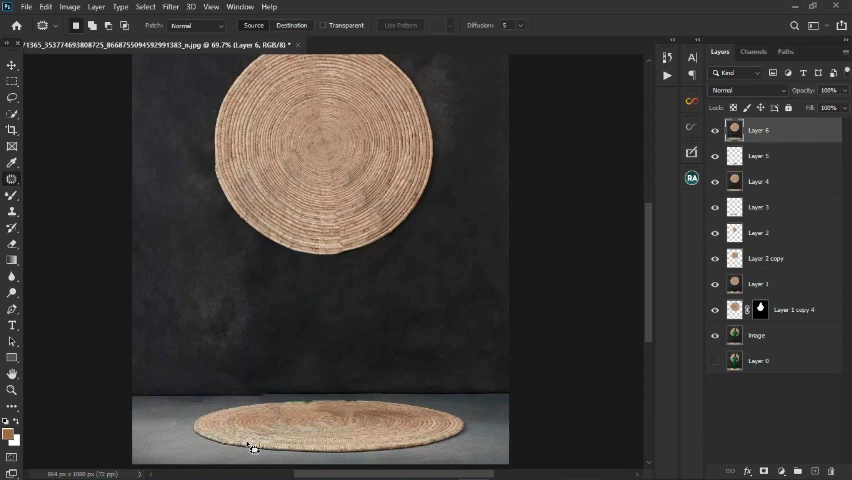 File Edit Image Layer Type Select Filter 3D View Window Help
Patch: Normal Source Destination Transparent Use Pattern Diffusion: 5
71365_353774693808725_8668755094592991383_n.jpg @ 69.7% (Layer 6, RGB/8) *
Layers Channels Paths
Kind
Normal Opacity: 100%
Lock: Fill: 100%
Layer 6
Layer 5
Layer 4
Layer 3
Layer 2
Layer 2 copy
Layer 1
Layer 1 copy 4
image
Layer 0
864 px x 1080 px (72 ppi)